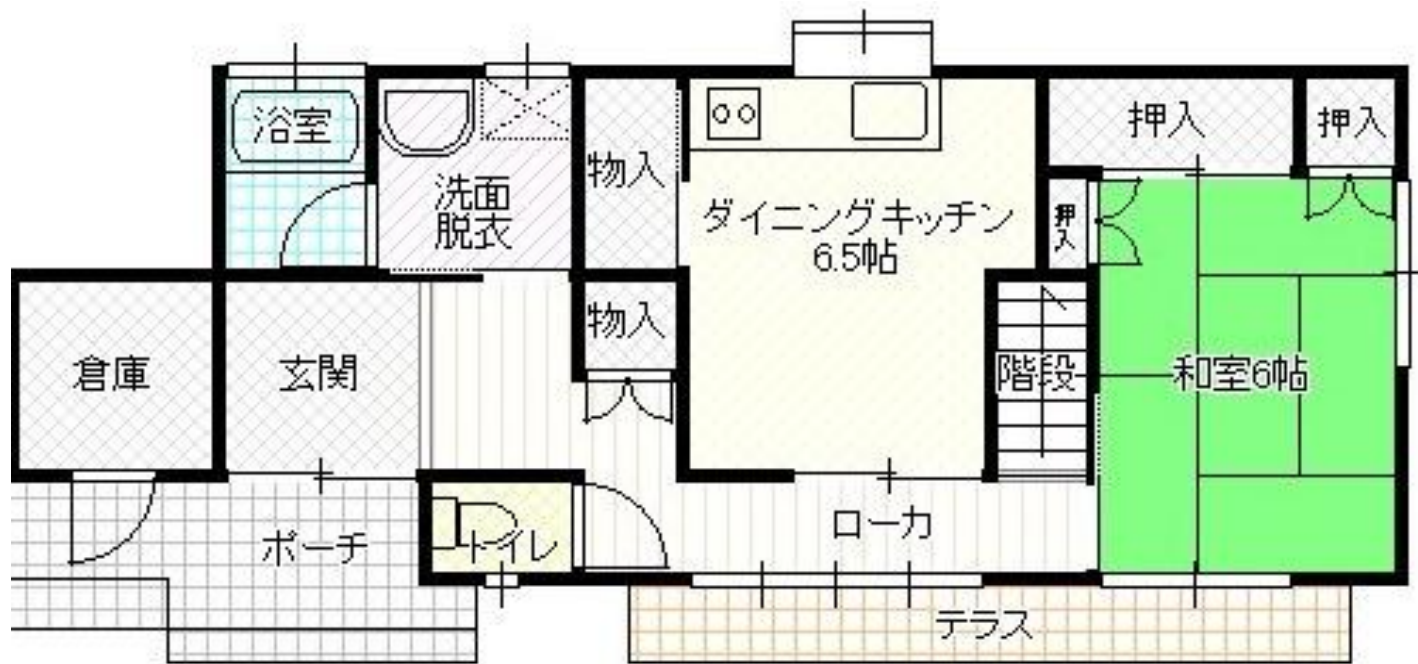 浴室
洗面
脱衣
物入
ダイニングキッチン
6.5帖
押入
押入
押入
倉庫
玄関
物入
階段
和室6帖
ポーチ
トイレ
ローカ
テラス